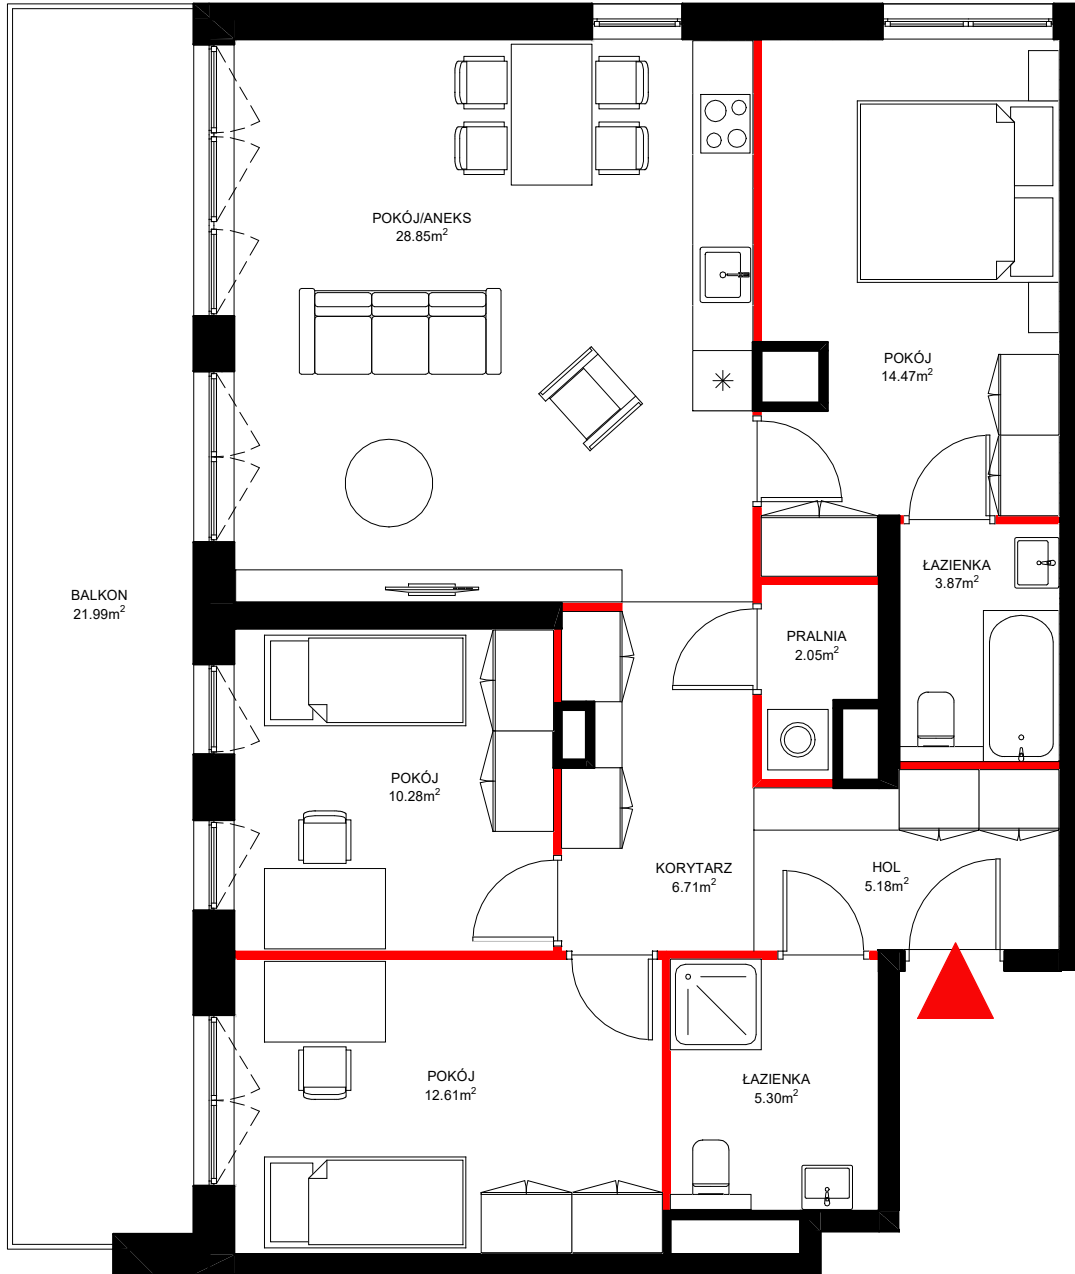 POKÓJ/ANEKS
28.85m²
POKÓJ
14.47m²
ŁAZIENKA
3.87m²
BALKON
21.99m²
PRALNIA
2.05m²
POKÓJ
10.28m²
KORYTARZ
6.71m²
HOL
5.18m²
POKÓJ
12.61m²
ŁAZIENKA
5.30m²